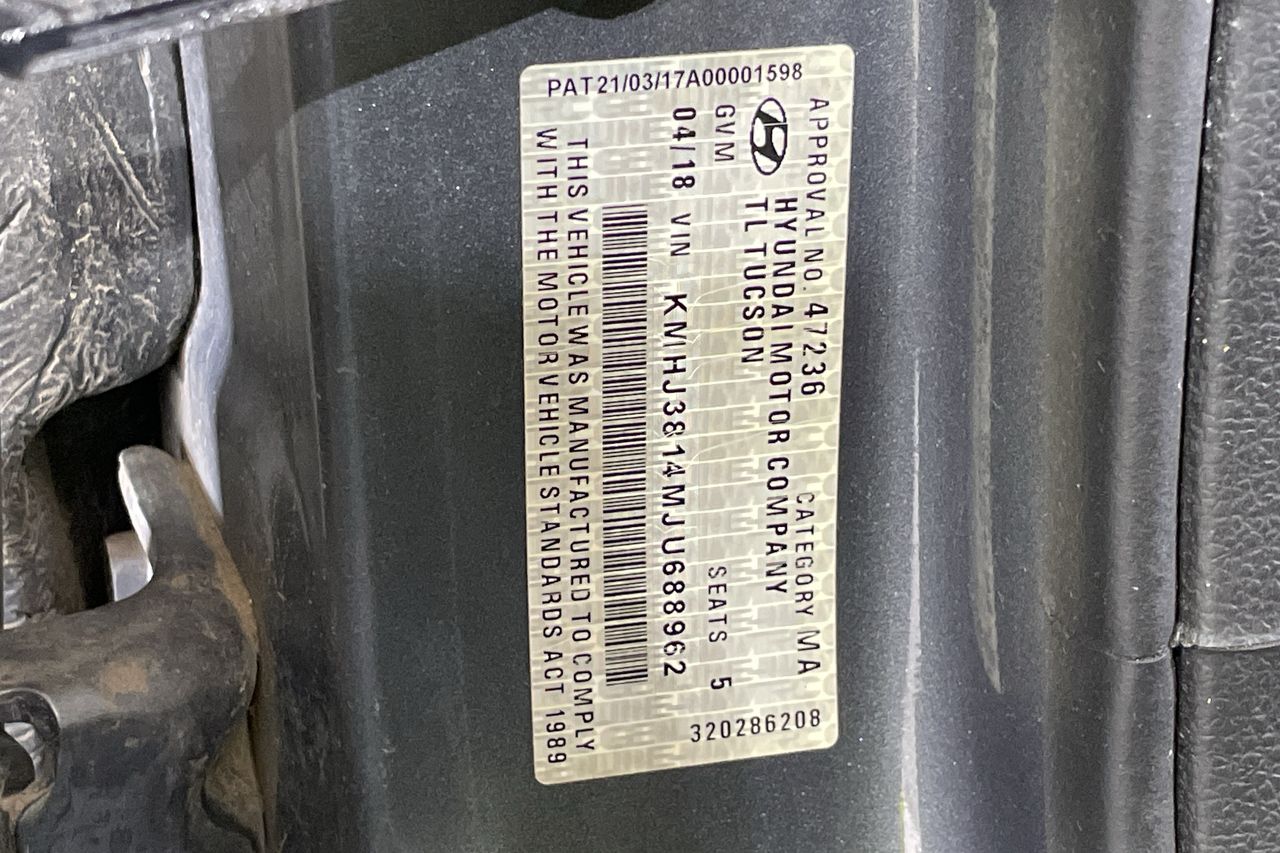 APPROVAL NO. 47236 CATEGORY MA
HYUNDAI MOTOR COMPANY
TL TUCSON
GVM SEATS 5
04/18 VIN KMHJ3814MJU688962
THIS VEHICLE WAS MANUFACTURED TO COMPLY
WITH THE MOTOR VEHICLE STANDARDS ACT 1989
PAT21/03/17A00001598
320286208